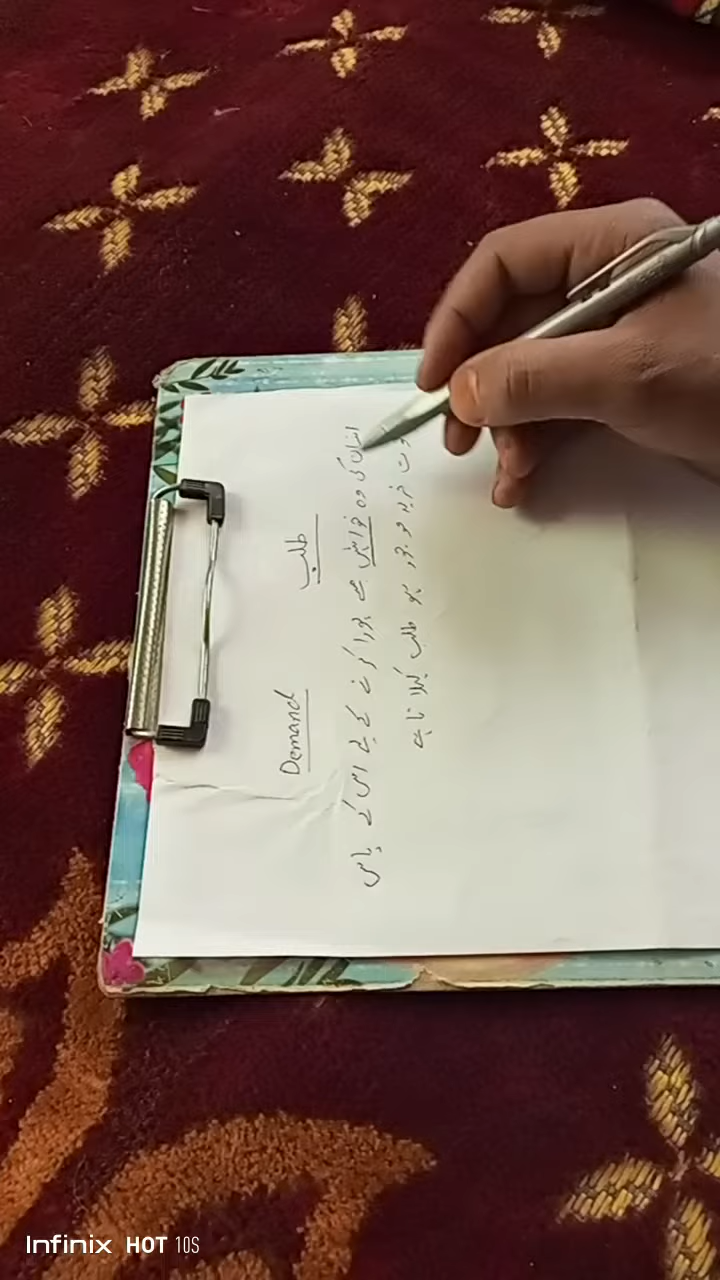 Demand طلب
انسان کی وہ خواہش جسے پورا کرنے کے لیے اس کے پاس
وت خرید موجود ہو طلب کہلاتا ہے
Infinix HOT 10S